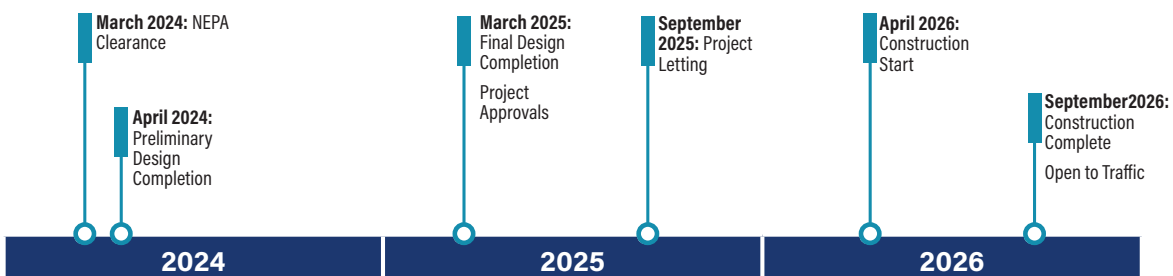 March 2024: NEPA
Clearance
April 2024:
Preliminary
Design
Completion
March 2025:
Final Design
Completion
Project
Approvals
September
2025: Project
Letting
April 2026:
Construction
Start
September2026:
Construction
Complete
Open to Traffic
2024
2025
2026